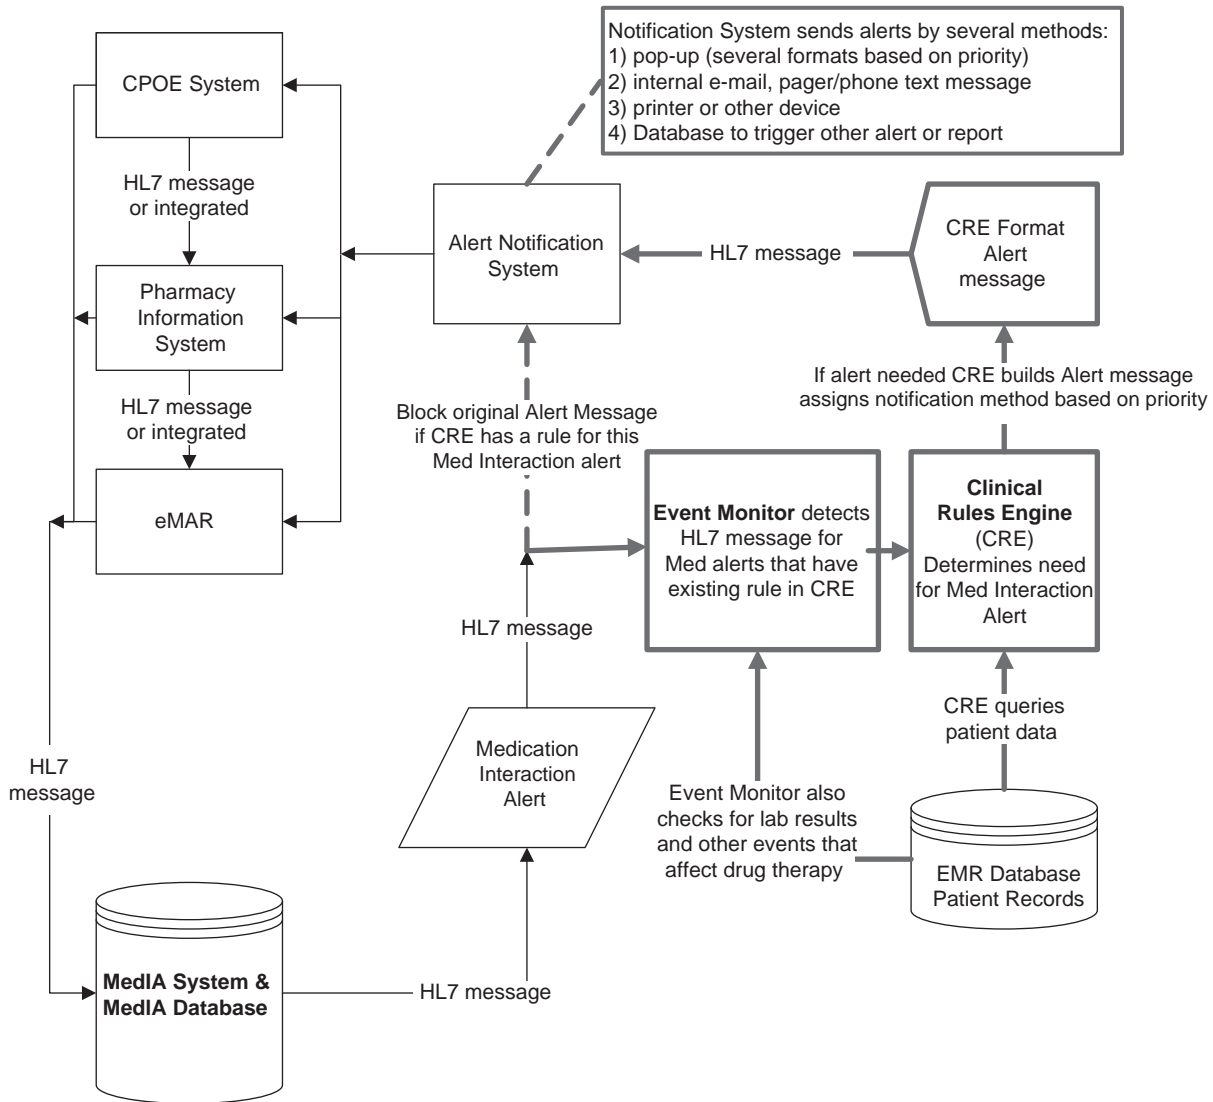 Notification System sends alerts by several methods:
1) pop-up (several formats based on priority)
2) internal e-mail, pager/phone text message
3) printer or other device
4) Database to trigger other alert or report
CPOE System
HL7 message
or integrated
Pharmacy
Information
System
HL7 message
or integrated
eMAR
Alert Notification
System
HL7 message
CRE Format
Alert
message
If alert needed CRE builds Alert message
assigns notification method based on priority
Block original Alert Message
if CRE has a rule for this
Med Interaction alert
Event Monitor detects
HL7 message for
Med alerts that have
existing rule in CRE
Clinical
Rules Engine
(CRE)
Determines need
for Med Interaction
Alert
HL7 message
CRE queries
patient data
Medication
Interaction
Alert
HL7
message
Event Monitor also
checks for lab results
and other events that
affect drug therapy
EMR Database
Patient Records
MedIA System &
MedIA Database
HL7 message